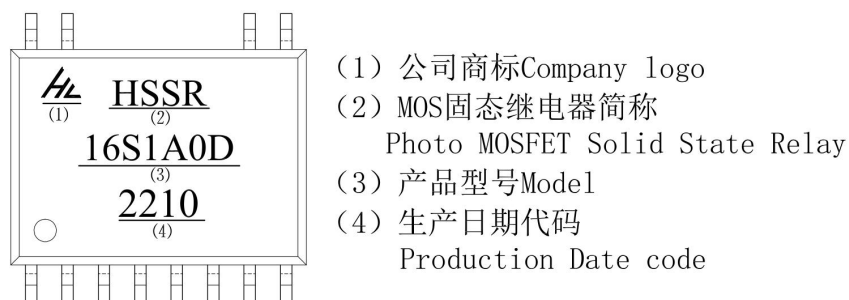 HL HSSR
(1) (2)
16S1A0D
(3)
2210
(4)
(1) 公司商标Company logo
(2) MOS固态继电器简称
Photo MOSFET Solid State Relay
(3) 产品型号Model
(4) 生产日期代码
Production Date code